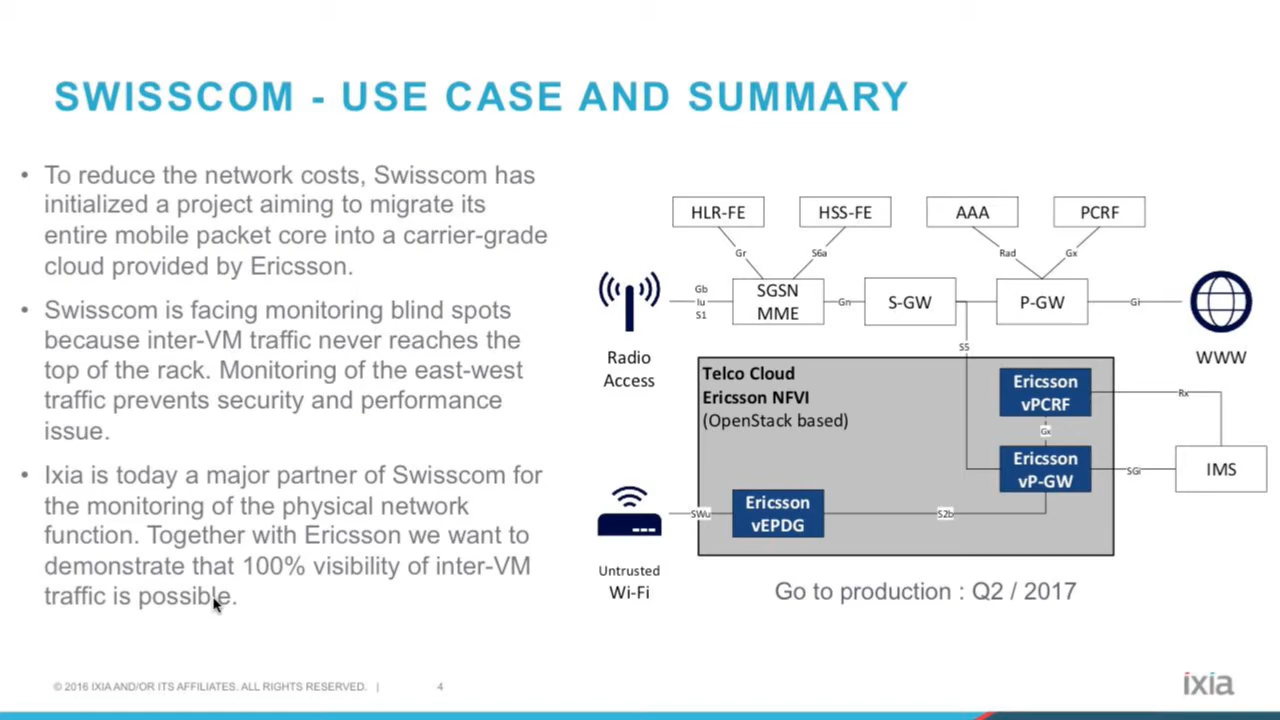 SWISSCOM - USE CASE AND SUMMARY
• To reduce the network costs, Swisscom has
initialized a project aiming to migrate its
entire mobile packet core into a carrier-grade
cloud provided by Ericsson.
• Swisscom is facing monitoring blind spots
because inter-VM traffic never reaches the
top of the rack. Monitoring of the east-west
traffic prevents security and performance
issue.
• Ixia is today a major partner of Swisscom for
the monitoring of the physical network
function. Together with Ericsson we want to
demonstrate that 100% visibility of inter-VM
traffic is possible.
HLR-FE
HSS-FE
AAA
PCRF
Gr
S6a
Rad
Gx
Gb
Iu
S1
SGSN
MME
Gn
S-GW
P-GW
Gi
Radio
Access
WWW
S5
Telco Cloud
Ericsson NFVI
(OpenStack based)
Ericsson
vPCRF
Rx
Gx
Ericsson
vP-GW
SGi
IMS
SWu
Ericsson
vEPDG
S2b
Untrusted
Wi-Fi
Go to production : Q2 / 2017
© 2016 IXIA AND/OR ITS AFFILIATES. ALL RIGHTS RESERVED. |
4
ixia